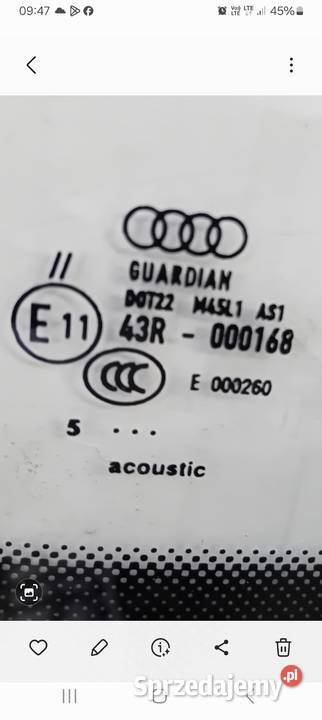 09:47
45%
//
GUARDIAN
DOT22 M45L1 AS1
E 11 43R - 000168
CCC E 000260
5 ...
acoustic
Sprzedajemy.pl